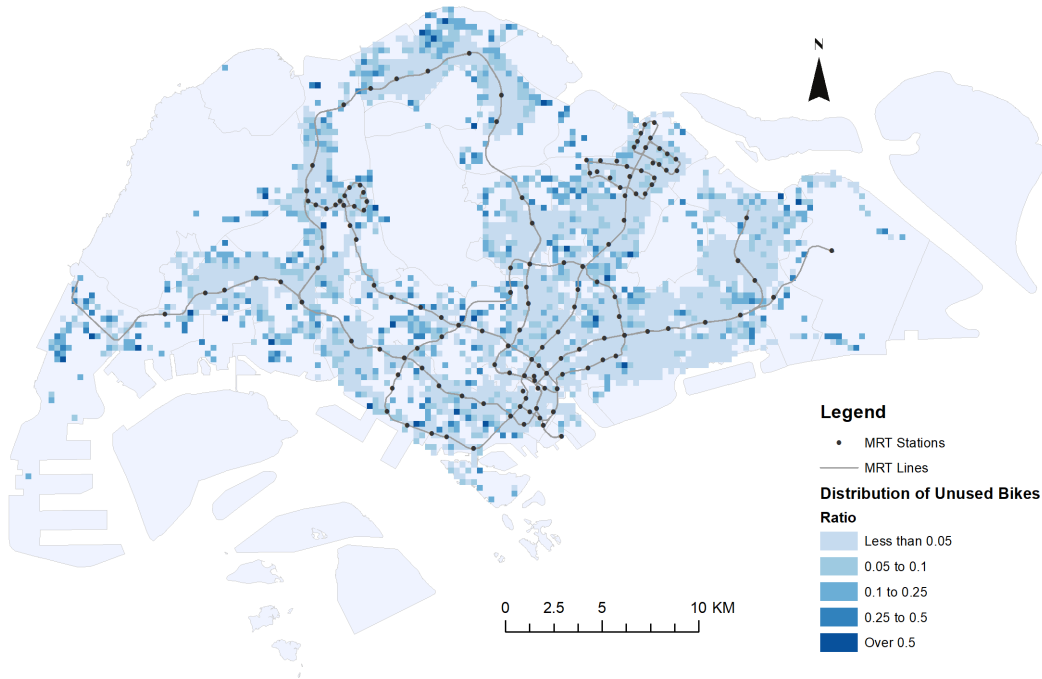 N
Legend
MRT Stations
MRT Lines
Distribution of Unused Bikes
Ratio
Less than 0.05
0.05 to 0.1
0.1 to 0.25
0.25 to 0.5
Over 0.5
0 2.5 5 10 KM